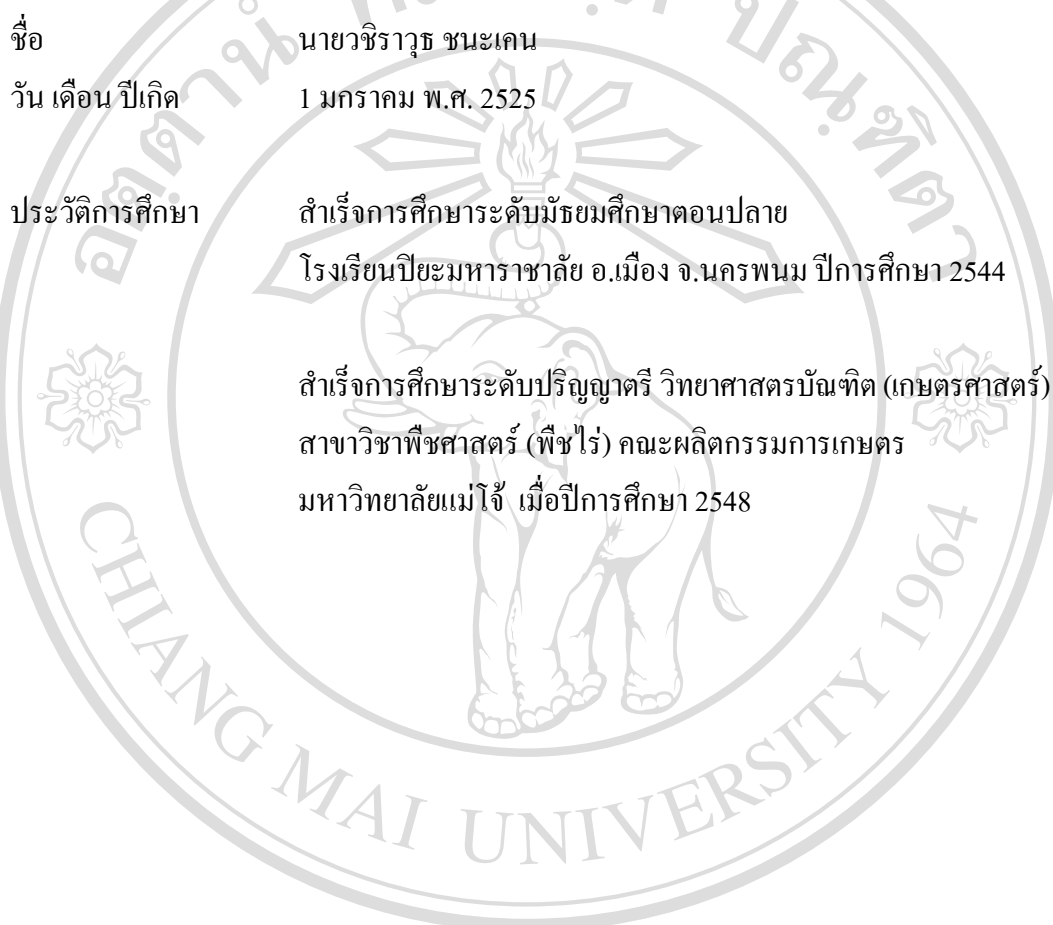 ชื่อ นายวชิราวุธ ชนะเคน
วัน เดือน ปีเกิด 1 มกราคม พ.ศ. 2525
ประวัติการศึกษา สำเร็จการศึกษาระดับมัธยมศึกษาตอนปลาย
โรงเรียนปิยะมหาราชาลัย อ.เมือง จ.นครพนม ปีการศึกษา 2544
สำเร็จการศึกษาระดับปริญญาตรี วิทยาศาสตรบัณฑิต (เกษตรศาสตร์)
สาขาวิชาพืชศาสตร์ (พืชไร่) คณะผลิตกรรมการเกษตร
มหาวิทยาลัยแม่โจ้ เมื่อปีการศึกษา 2548
CHIANG MAI UNIVERSITY 1964